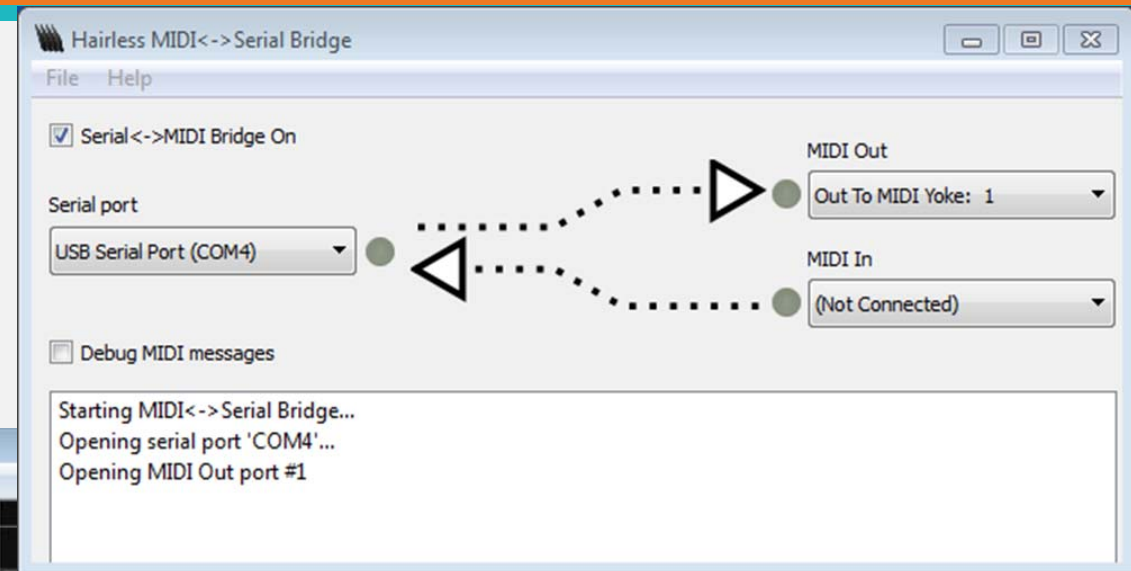 Hairless MIDI<->Serial Bridge
File Help
Serial<->MIDI Bridge On
MIDI Out
Out To MIDI Yoke: 1
Serial port
USB Serial Port (COM4)
MIDI In
(Not Connected)
Debug MIDI messages
Starting MIDI<->Serial Bridge...
Opening serial port 'COM4'...
Opening MIDI Out port #1